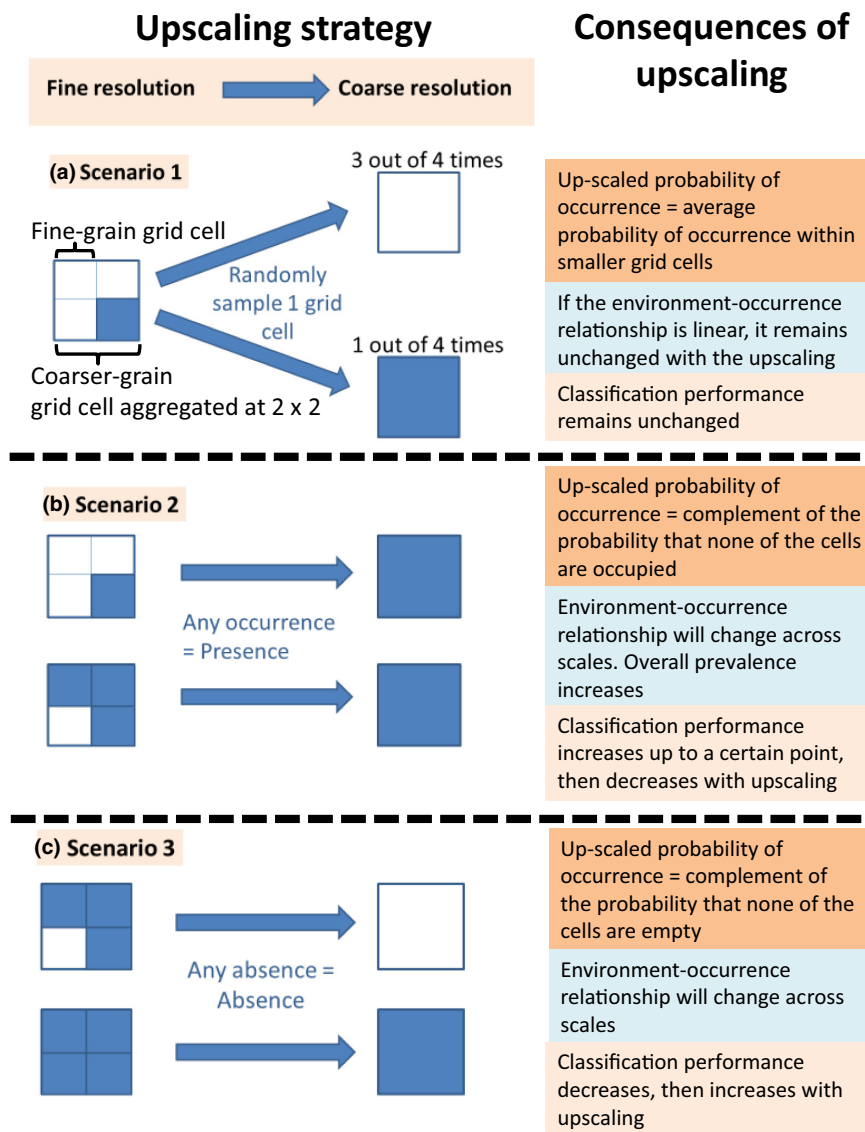 Upscaling strategy
Consequences of
upscaling
Fine resolution
Coarse resolution
(a) Scenario 1
3 out of 4 times
Fine-grain grid cell
Randomly
sample 1 grid
cell
1 out of 4 times
Coarser-grain
grid cell aggregated at 2 x 2
Up-scaled probability of
occurrence = average
probability of occurrence within
smaller grid cells
If the environment-occurrence
relationship is linear, it remains
unchanged with the upscaling
Classification performance
remains unchanged
(b) Scenario 2
Any occurrence
= Presence
Up-scaled probability of
occurrence = complement of the
probability that none of the cells
are occupied
Environment-occurrence
relationship will change across
scales. Overall prevalence
increases
Classification performance
increases up to a certain point,
then decreases with upscaling
(c) Scenario 3
Any absence =
Absence
Up-scaled probability of
occurrence = complement of
the probability that none of the
cells are empty
Environment-occurrence
relationship will change across
scales
Classification performance
decreases, then increases with
upscaling